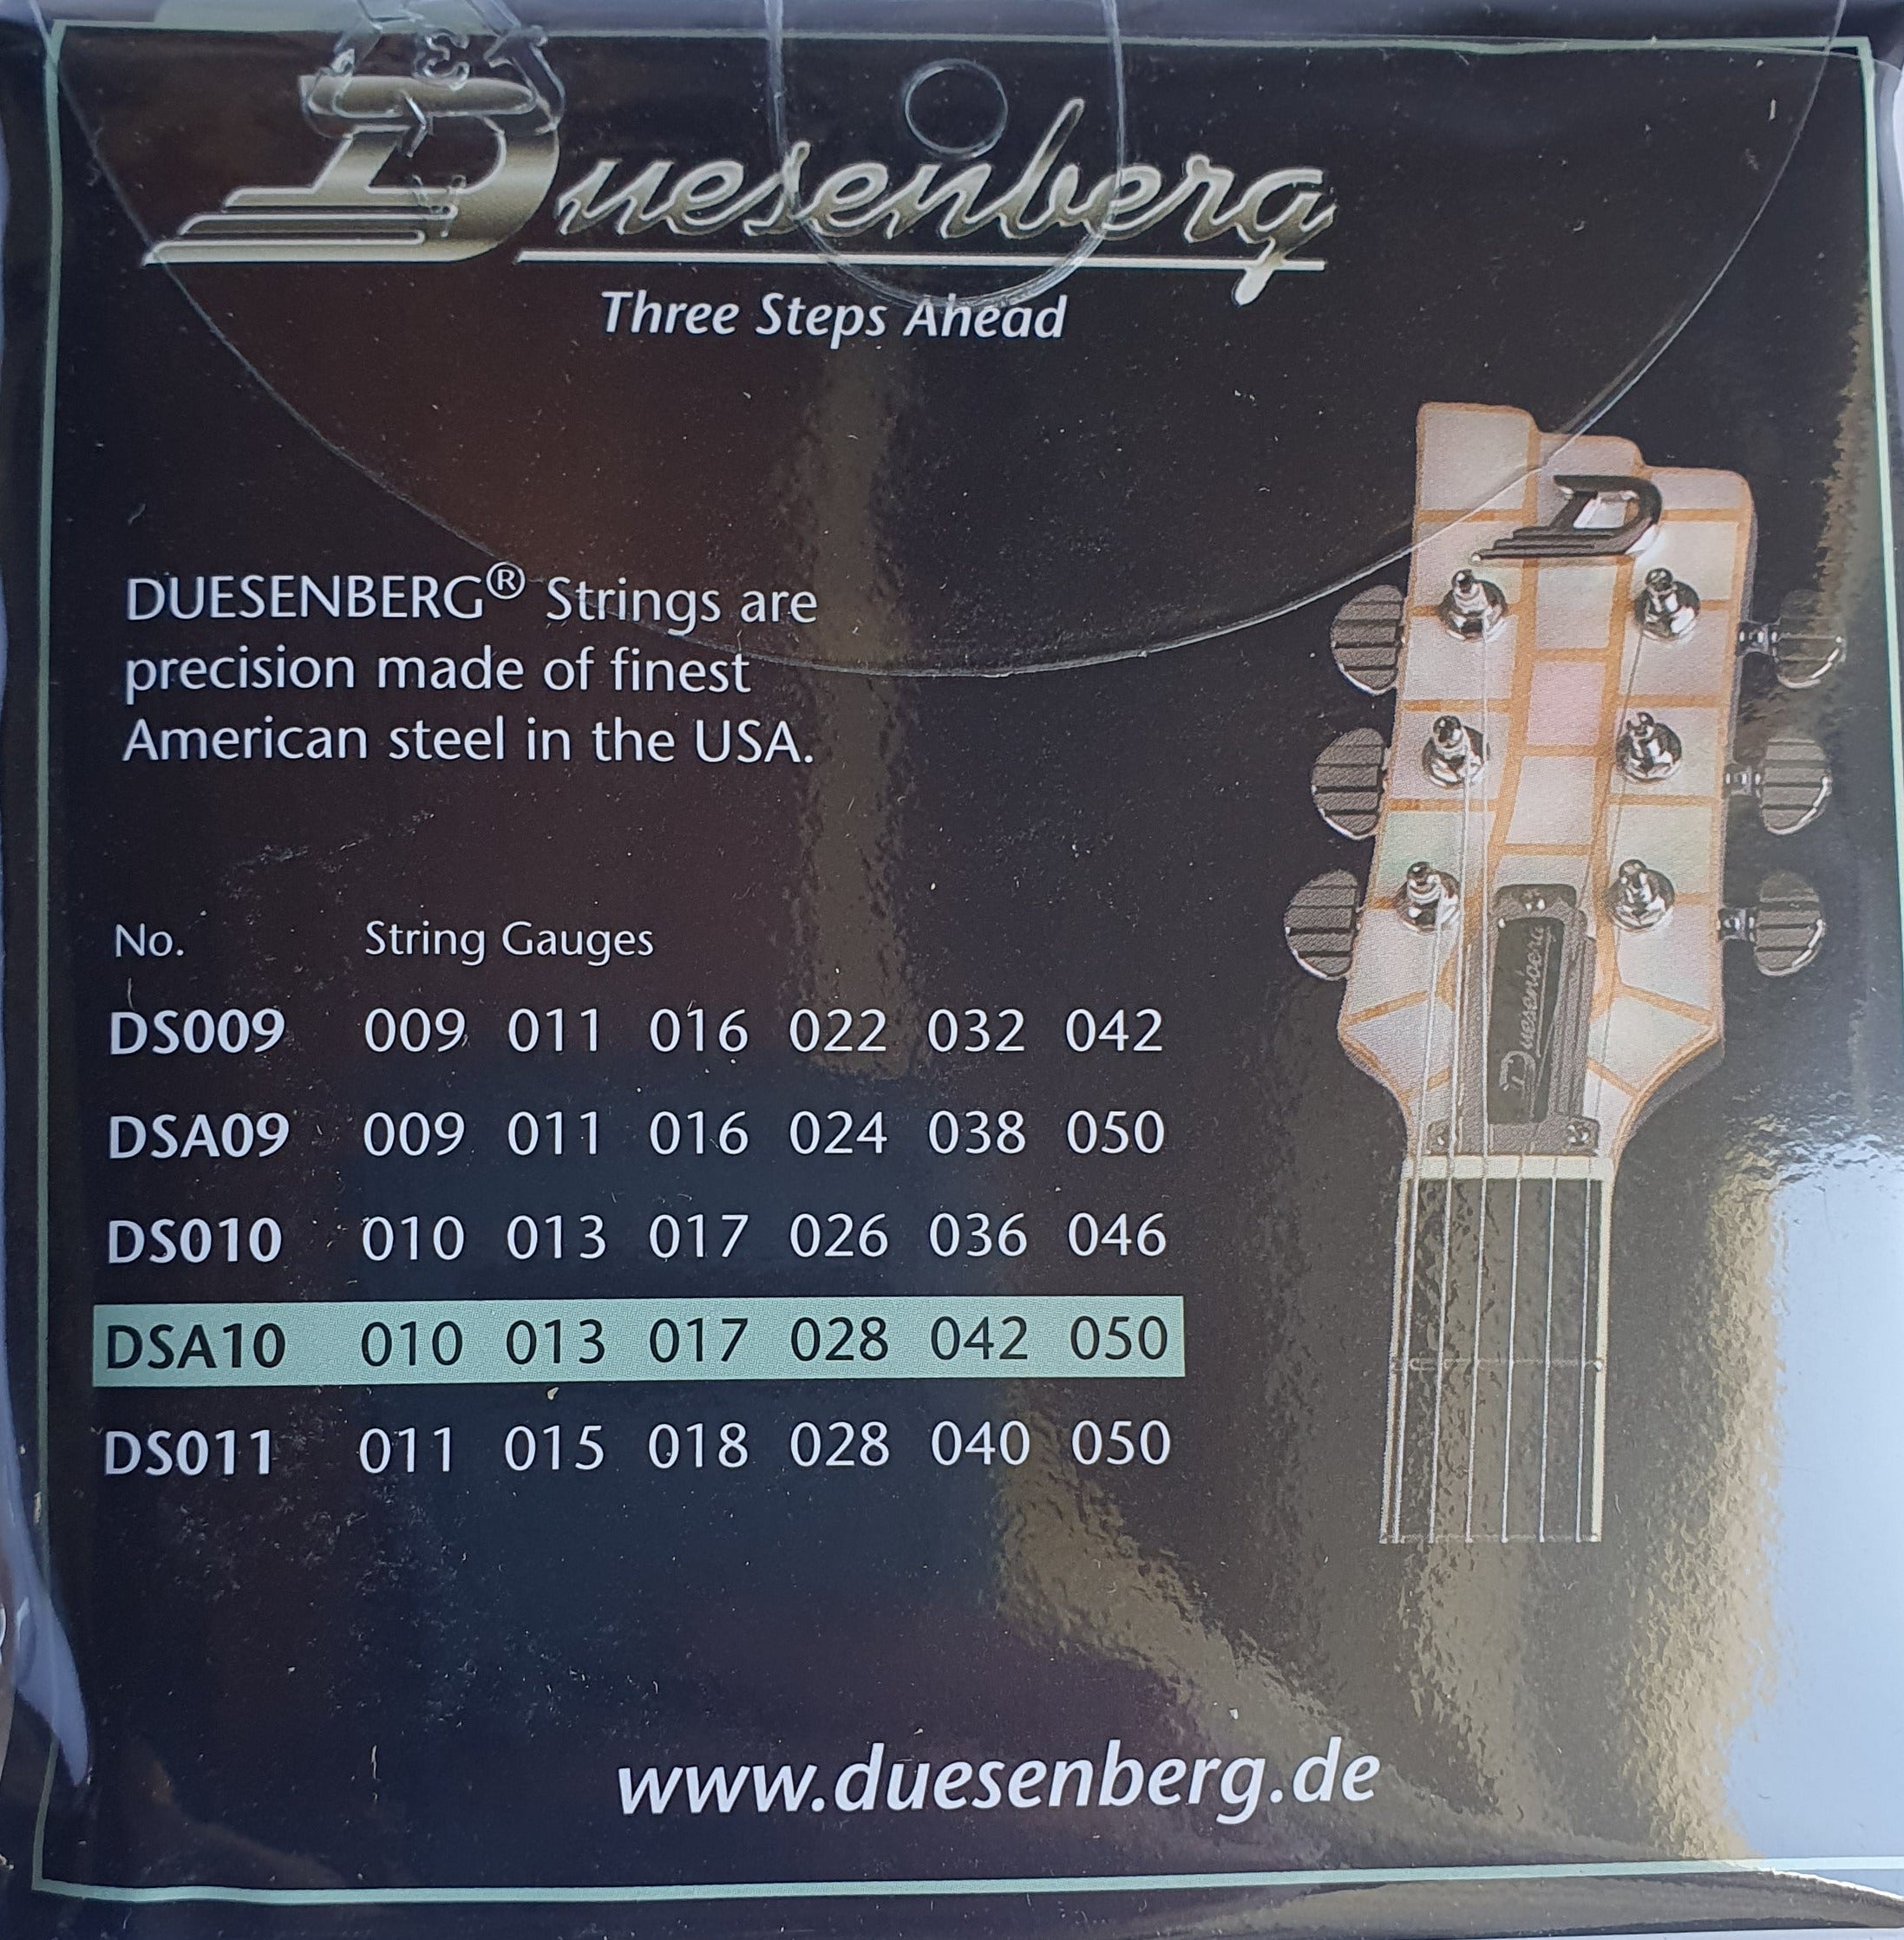 Duesenberg
Three Steps Ahead
D
DUESENBERG® Strings are
precision made of finest
American steel in the USA.
Duesenberg
No. String Gauges
DS009 009 011 016 022 032 042
DSA09 009 011 016 024 038 050
DS010 010 013 017 026 036 046
DSA10 010 013 017 028 042 050
DS011 011 015 018 028 040 050
www.duesenberg.de